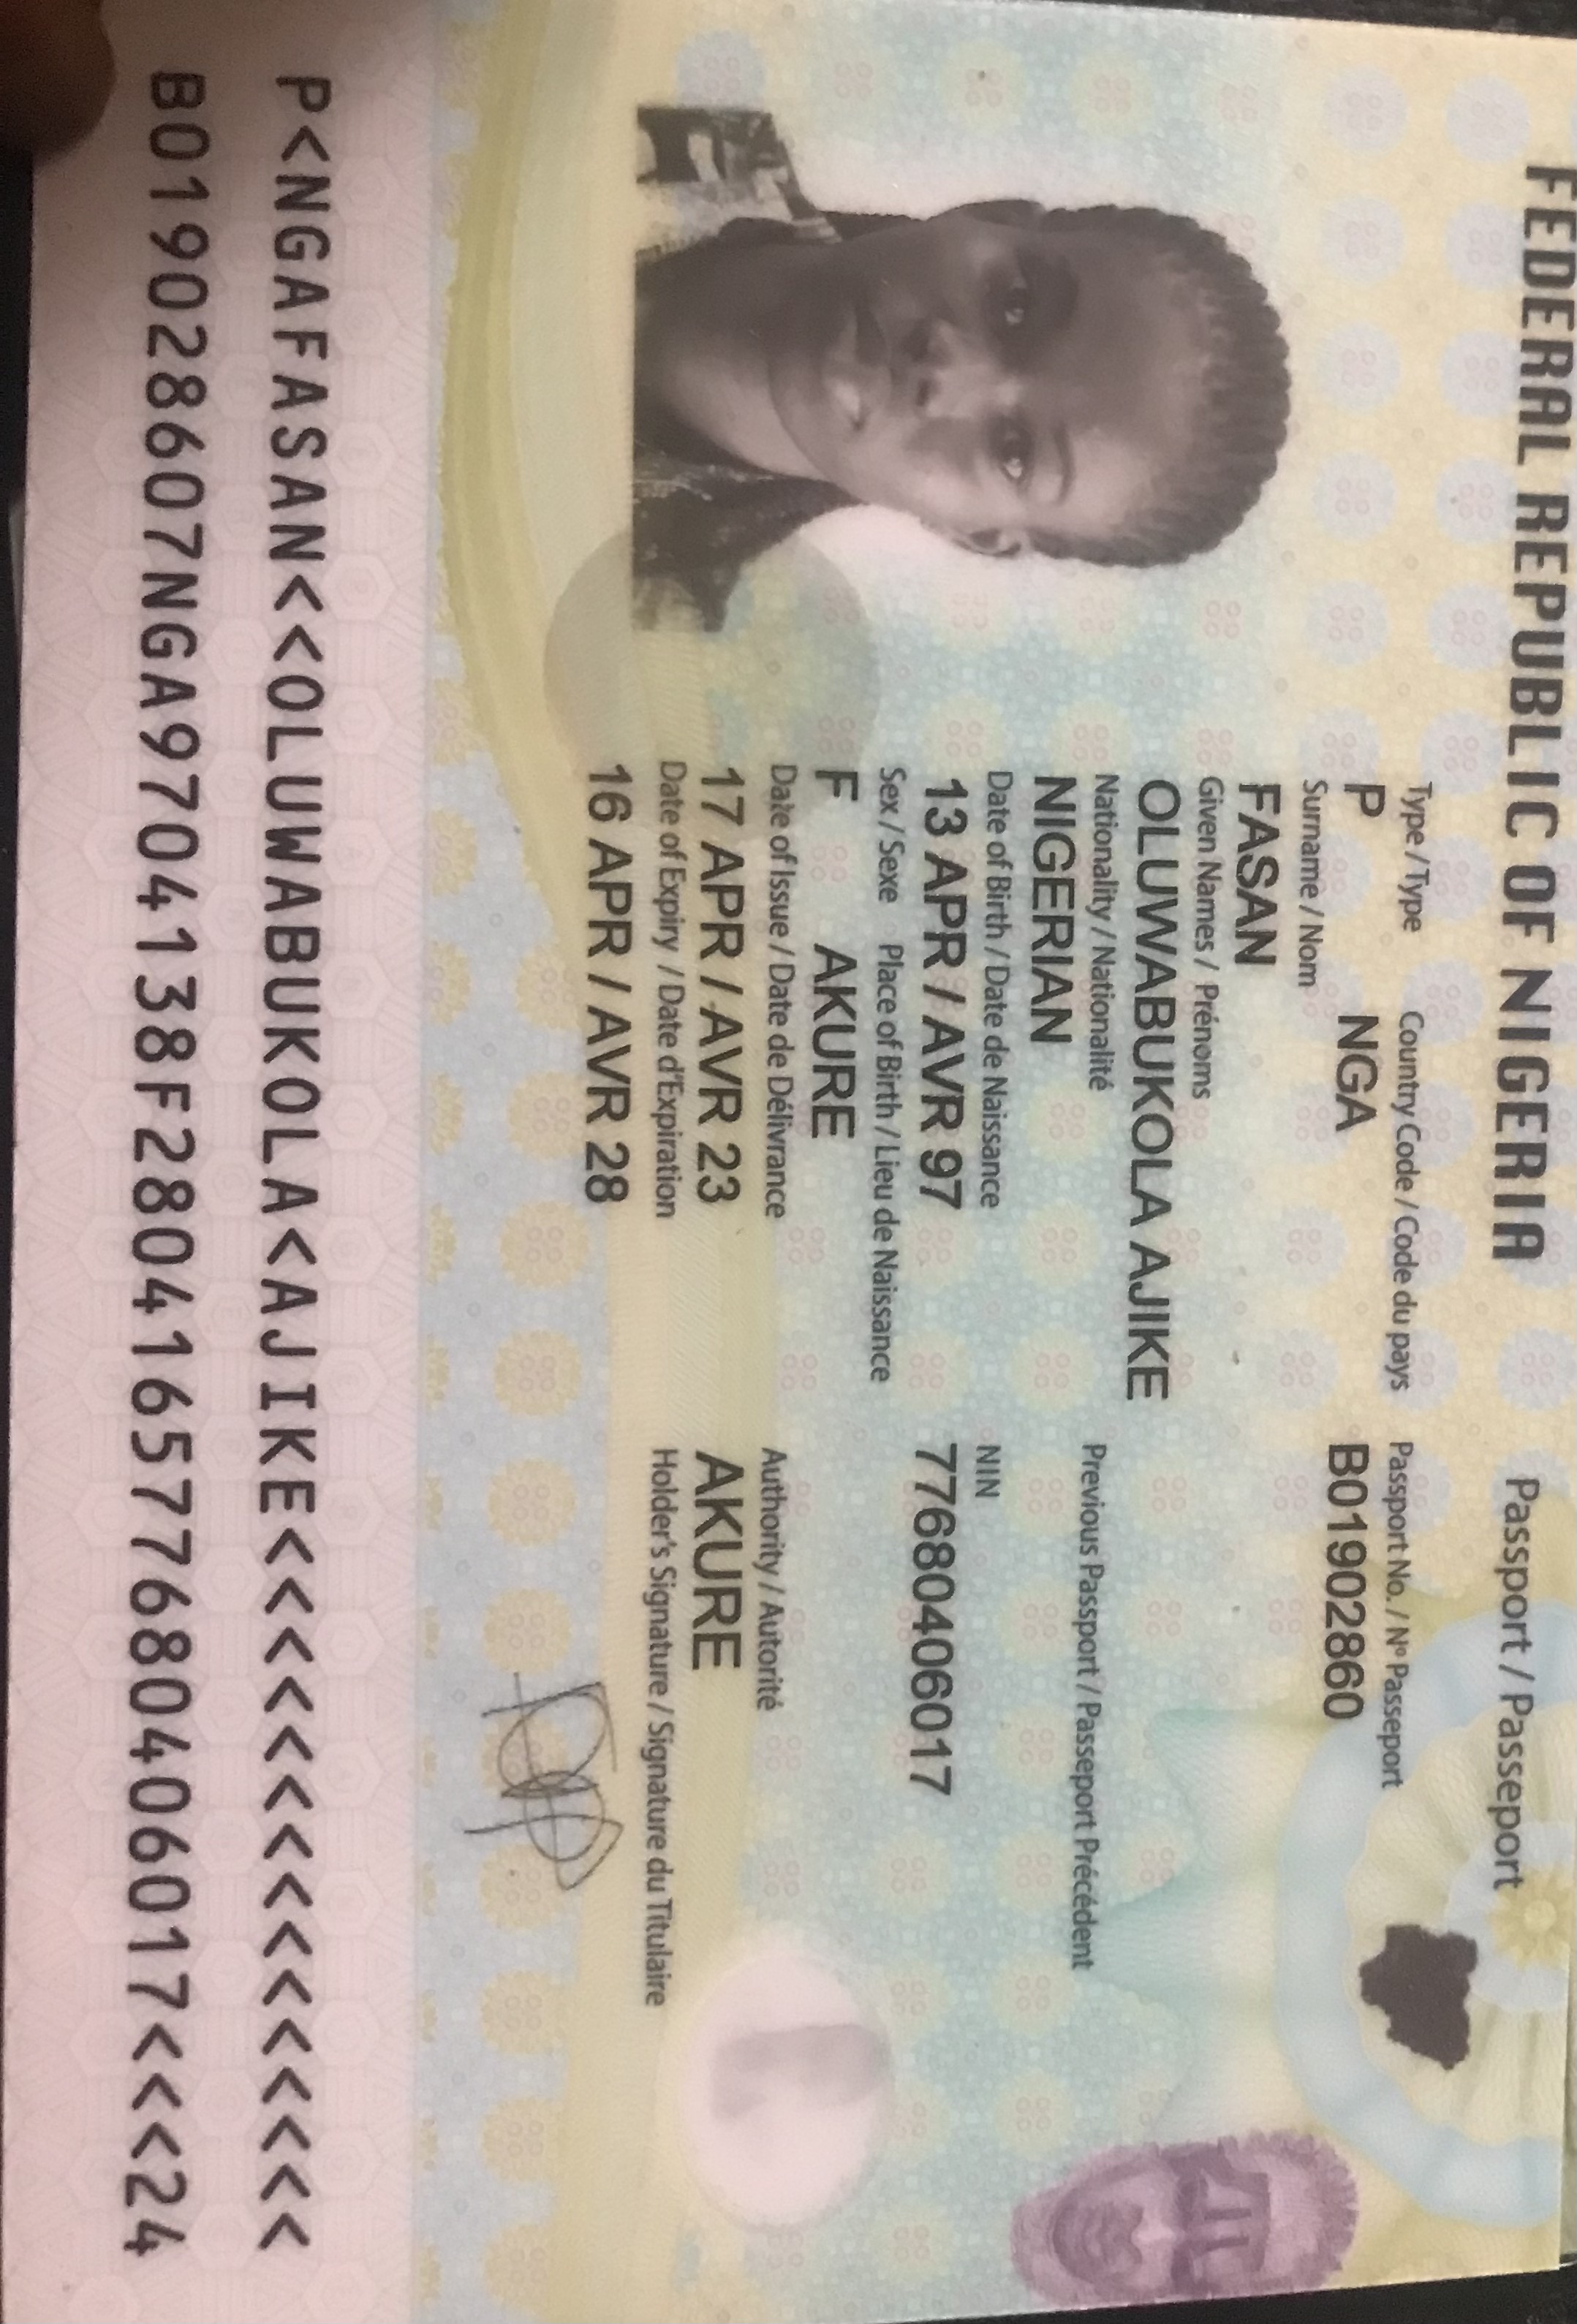 FEDERAL REPUBLIC OF NIGERIA
Passport / Passeport
Type / Type
Country Code / Code du pays
Passport No. / Nº Passeport
P
NGA
B01902860
Surname / Nom
FASAN
Given Names / Prénoms
OLUWABUKOLA AJIKE
Nationality / Nationalité
Previous Passport / Passeport Précédent
NIGERIAN
Date of Birth / Date de Naissance
NIN
13 APR / AVR 97
77680406017
Sex / Sexe
Place of Birth / Lieu de Naissance
F
AKURE
Date of Issue / Date de Délivrance
Authority / Autorité
17 APR / AVR 23
AKURE
Date of Expiry / Date d'Expiration
Holder's Signature / Signature du Titulaire
16 APR / AVR 28
P<NGAFASAN<<OLUWABUKOLA<AJIKE<<<<<<<<<<<<<<<
B019028607NGA9704138F280416577680406017<<<24